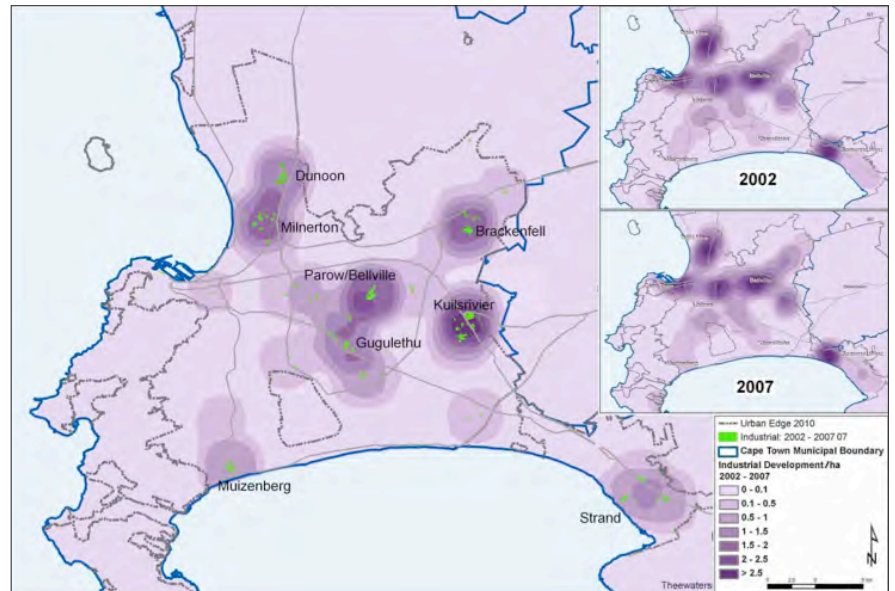 Dunoon
Milnerton
Brackenfell
Parow/Bellville
Kuilsrivier
Gugulethu
Muizenberg
Strand
Theewaters
Bellville
2002
Bellville
2007
Urban Edge 2010
Industrial: 2002 - 2007 07
Cape Town Municipal Boundary
Industrial Development/ha
2002 - 2007
0 - 0.1
0.1 - 0.5
0.5 - 1
1 - 1.5
1.5 - 2
2 - 2.5
> 2.5
N